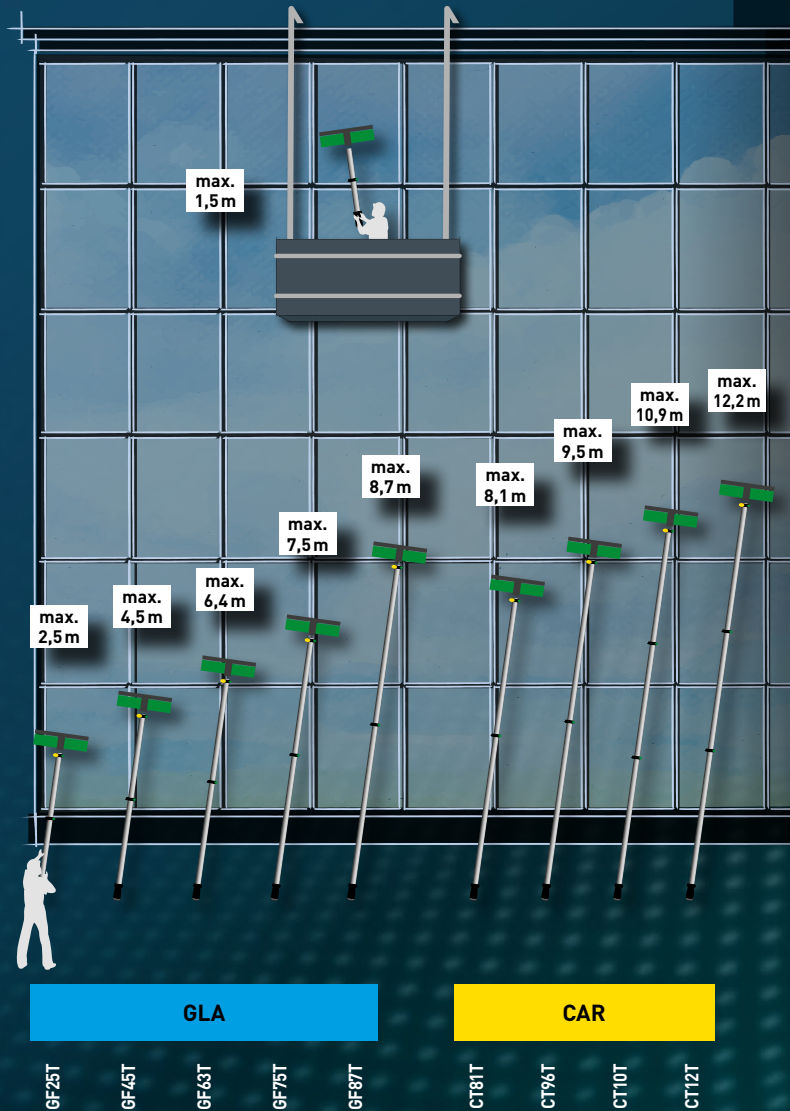 max.
1,5 m
max.
2,5 m
max.
4,5 m
max.
6,4 m
max.
7,5 m
max.
8,7 m
max.
8,1 m
max.
9,5 m
max.
10,9 m
max.
12,2 m
GLA
CAR
GF25T
GF45T
GF63T
GF75T
GF87T
CT81T
CT96T
CT10T
CT12T